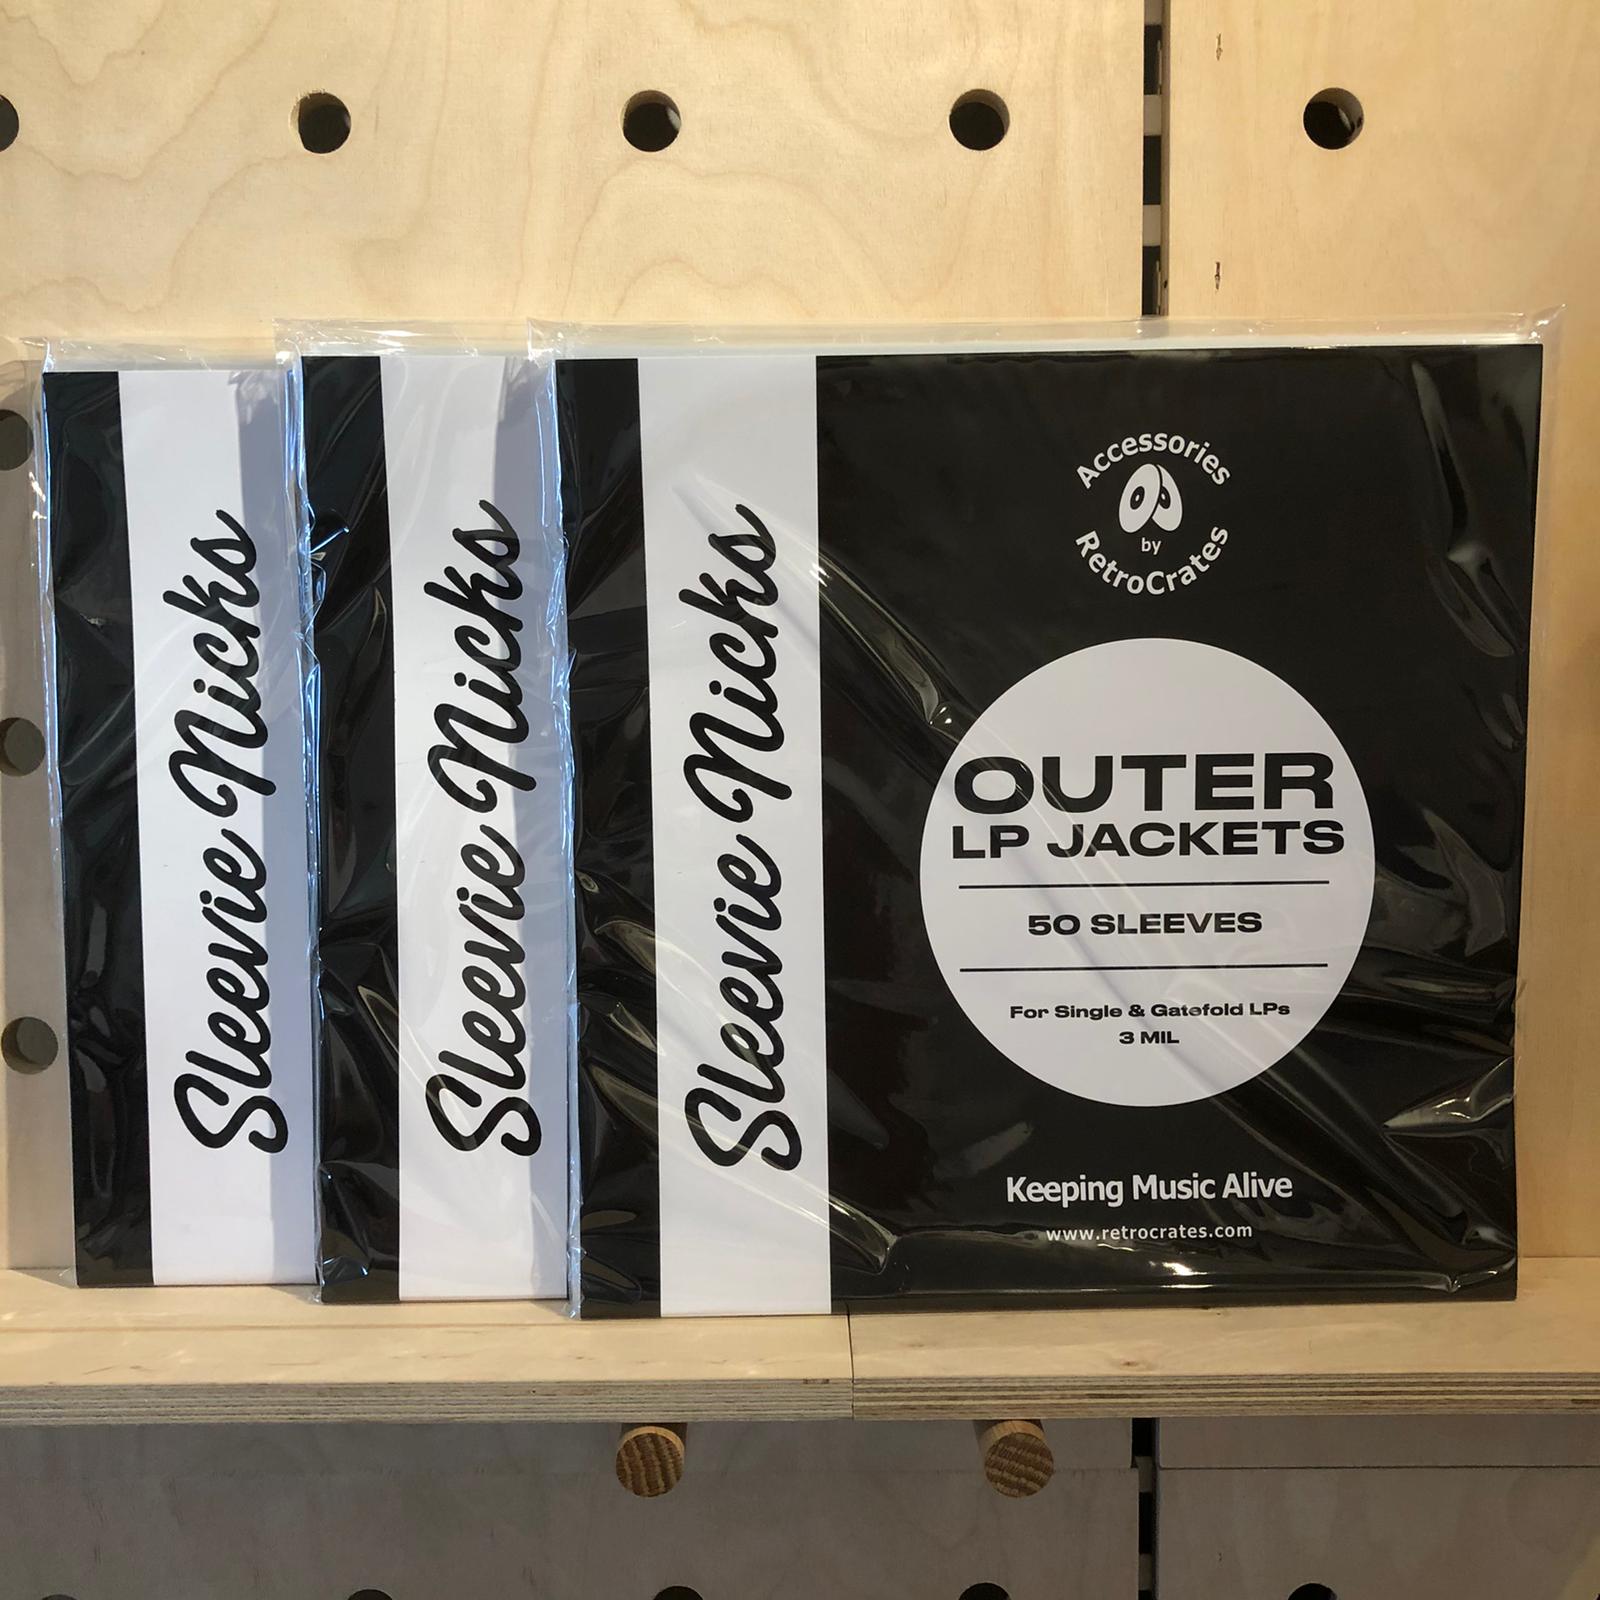 Sleevie Nicks
Sleevie Nicks
Sleevie Nicks
Accessories
by
RetroCrates
OUTER
LP JACKETS
50 SLEEVES
For Single & Gatefold LPs
3 MIL
Keeping Music Alive
www.retrocrates.com